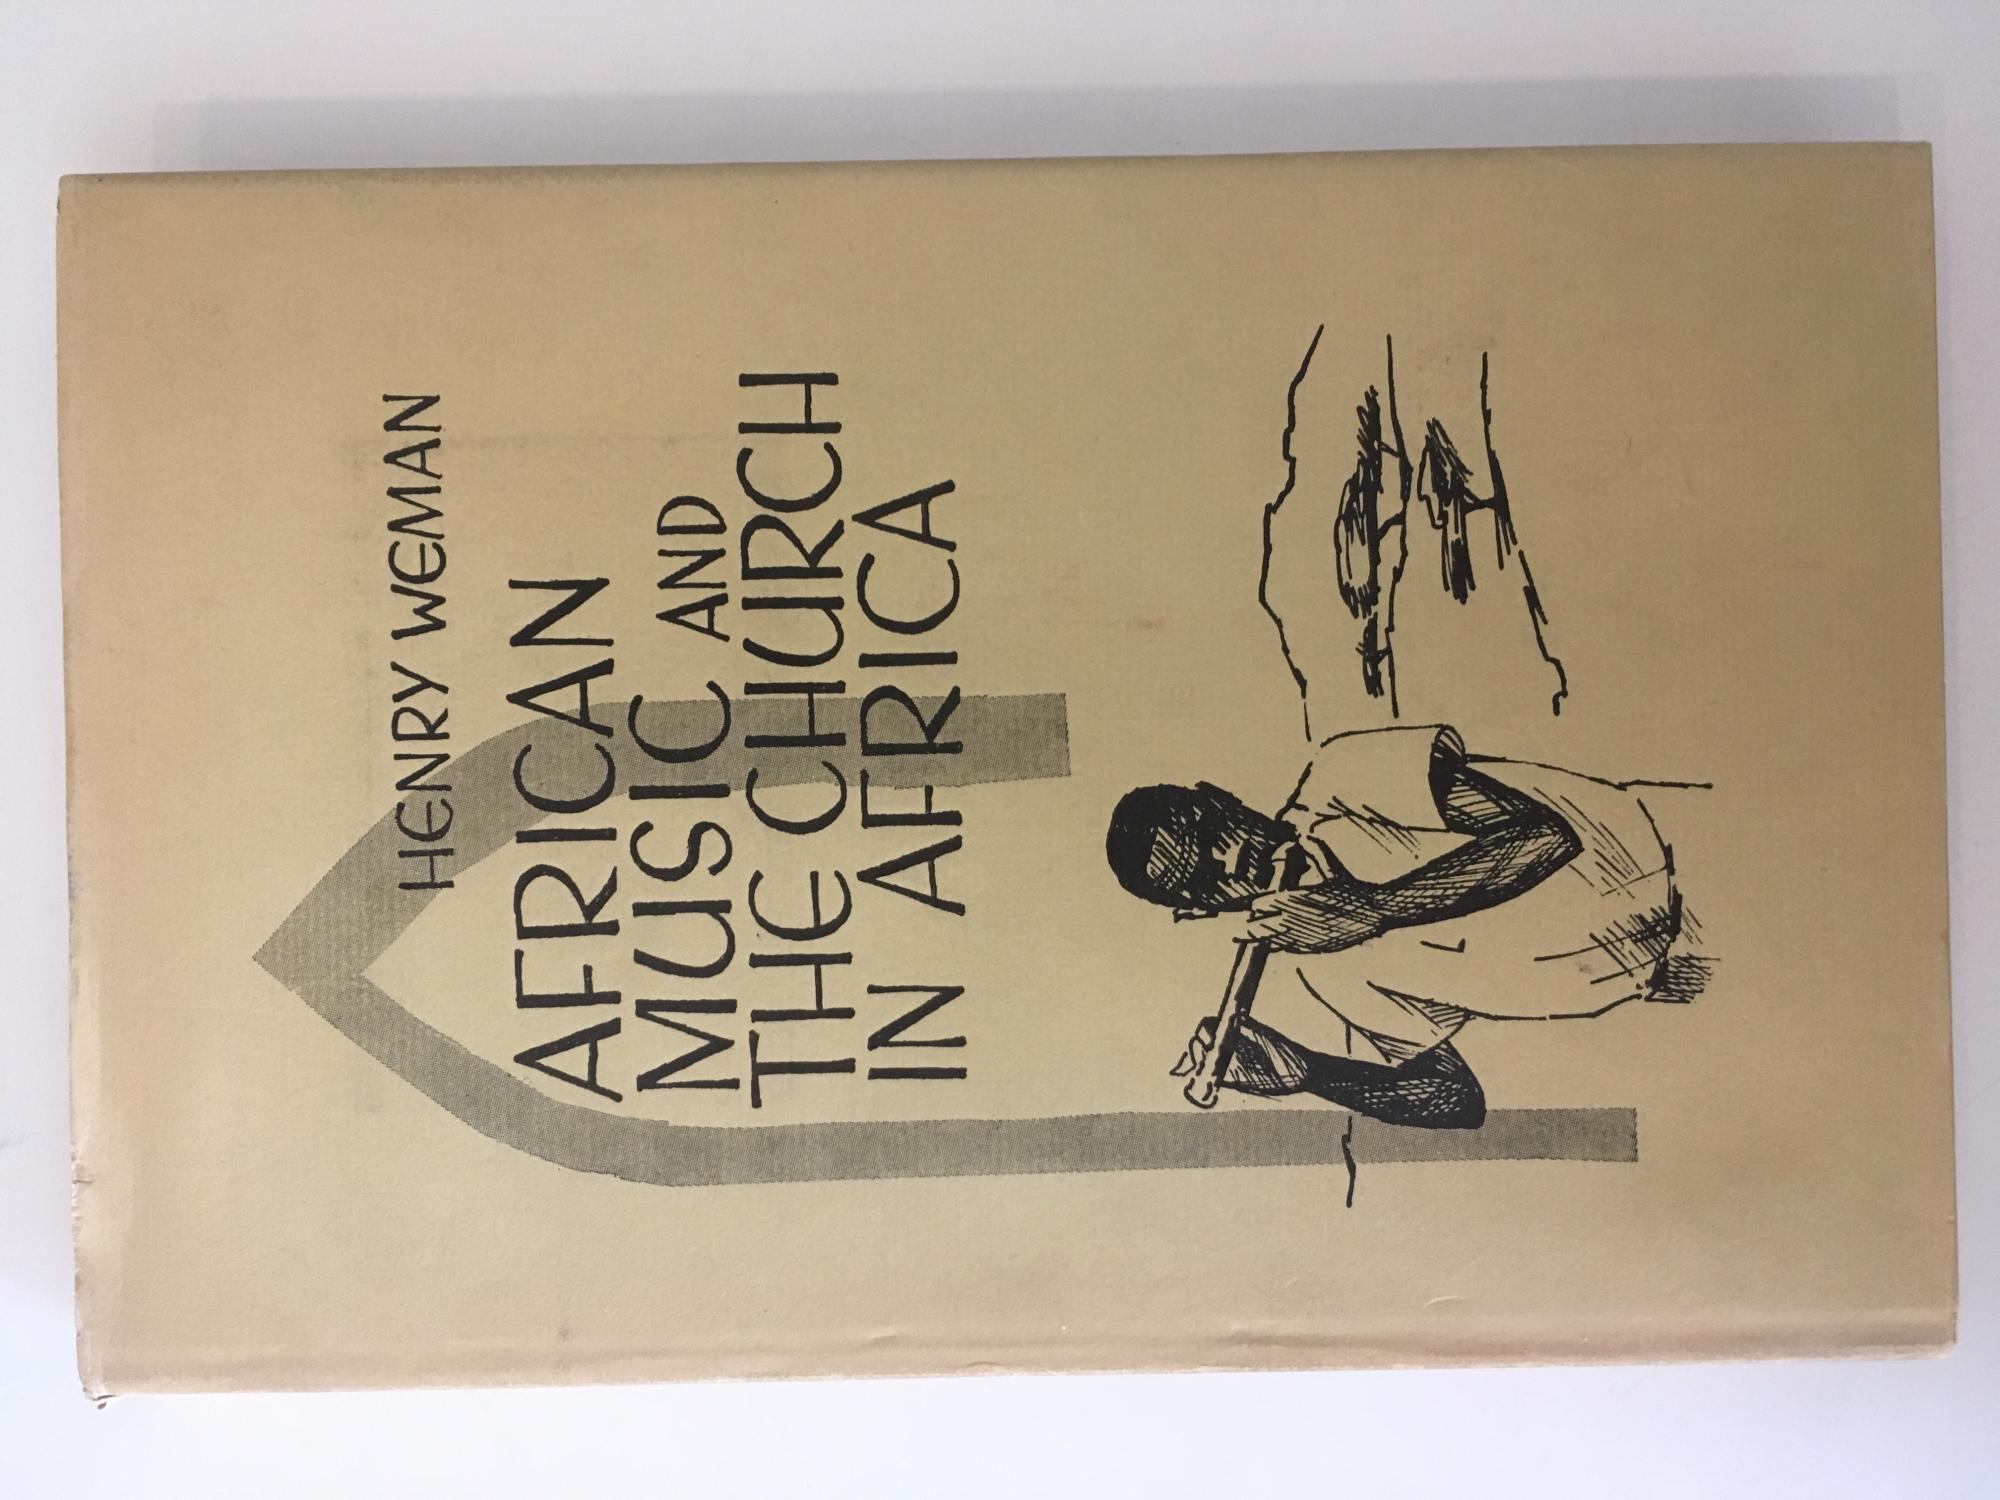 HENRY WEMAN
AFRICAN
MUSIC AND
THE CHURCH
IN AFRICA